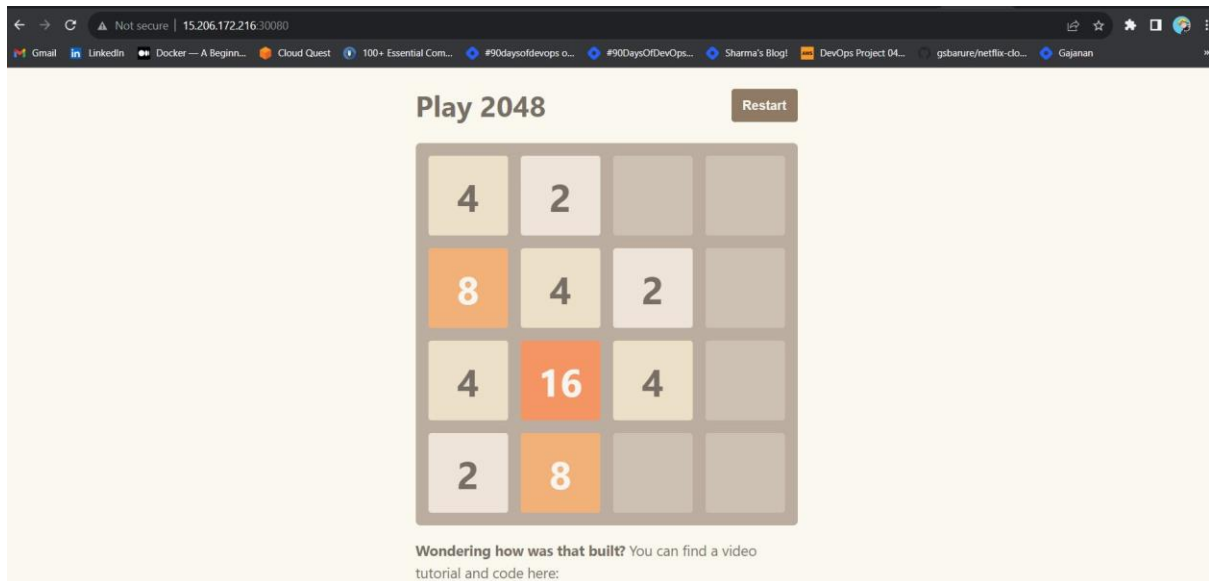 Not secure | 15.206.172.216:30080
Gmail LinkedIn Docker — A Beginn... Cloud Quest 100+ Essential Com... #90daysofdevops o... #90DaysOfDevOps... Sharma's Blog! DevOps Project 04... gsbarure/netflix-clo... Gajanan »
Play 2048 Restart
4 2
8 4 2
4 16 4
2 8
Wondering how was that built? You can find a video
tutorial and code here: